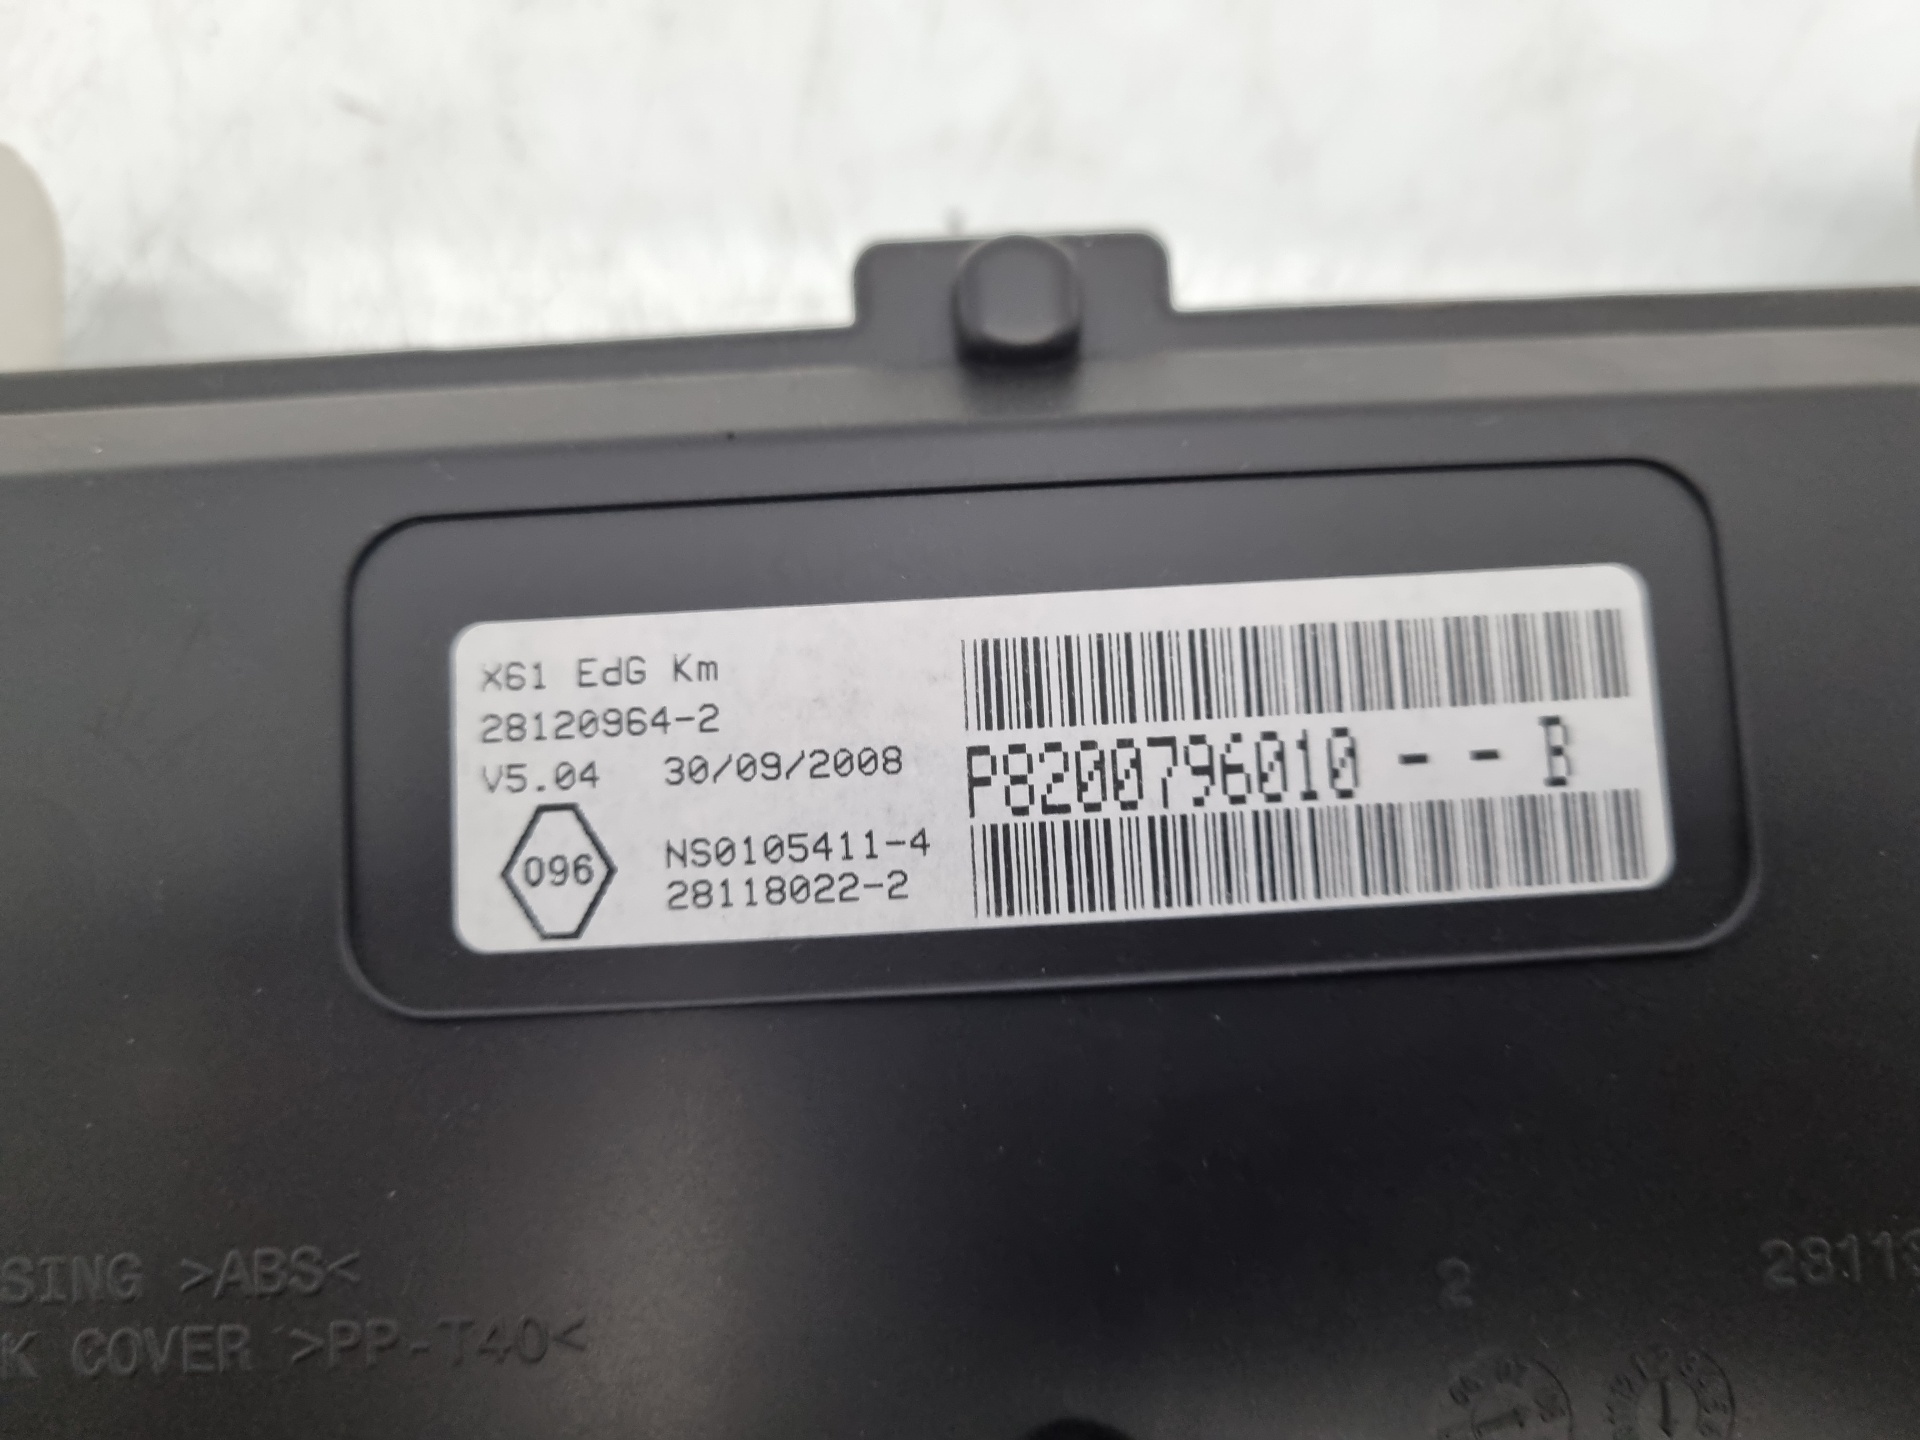 X61 EdG Km
28120964-2
V5.04 30/09/2008
096
NS0105411-4
28118022-2
P8200796010 - - B
SING >ABS<
K COVER >PP-T40<
2
2811